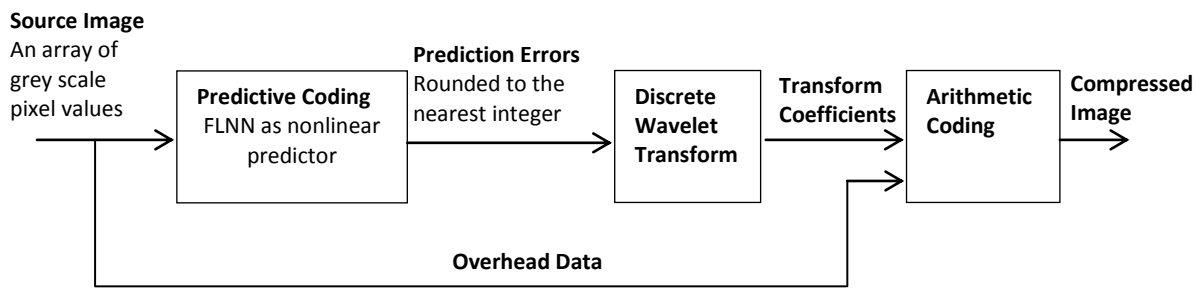 Source Image
An array of
grey scale
pixel values
Predictive Coding
FLNN as nonlinear
predictor
Prediction Errors
Rounded to the
nearest integer
Discrete
Wavelet
Transform
Transform
Coefficients
Arithmetic
Coding
Compressed
Image
Overhead Data